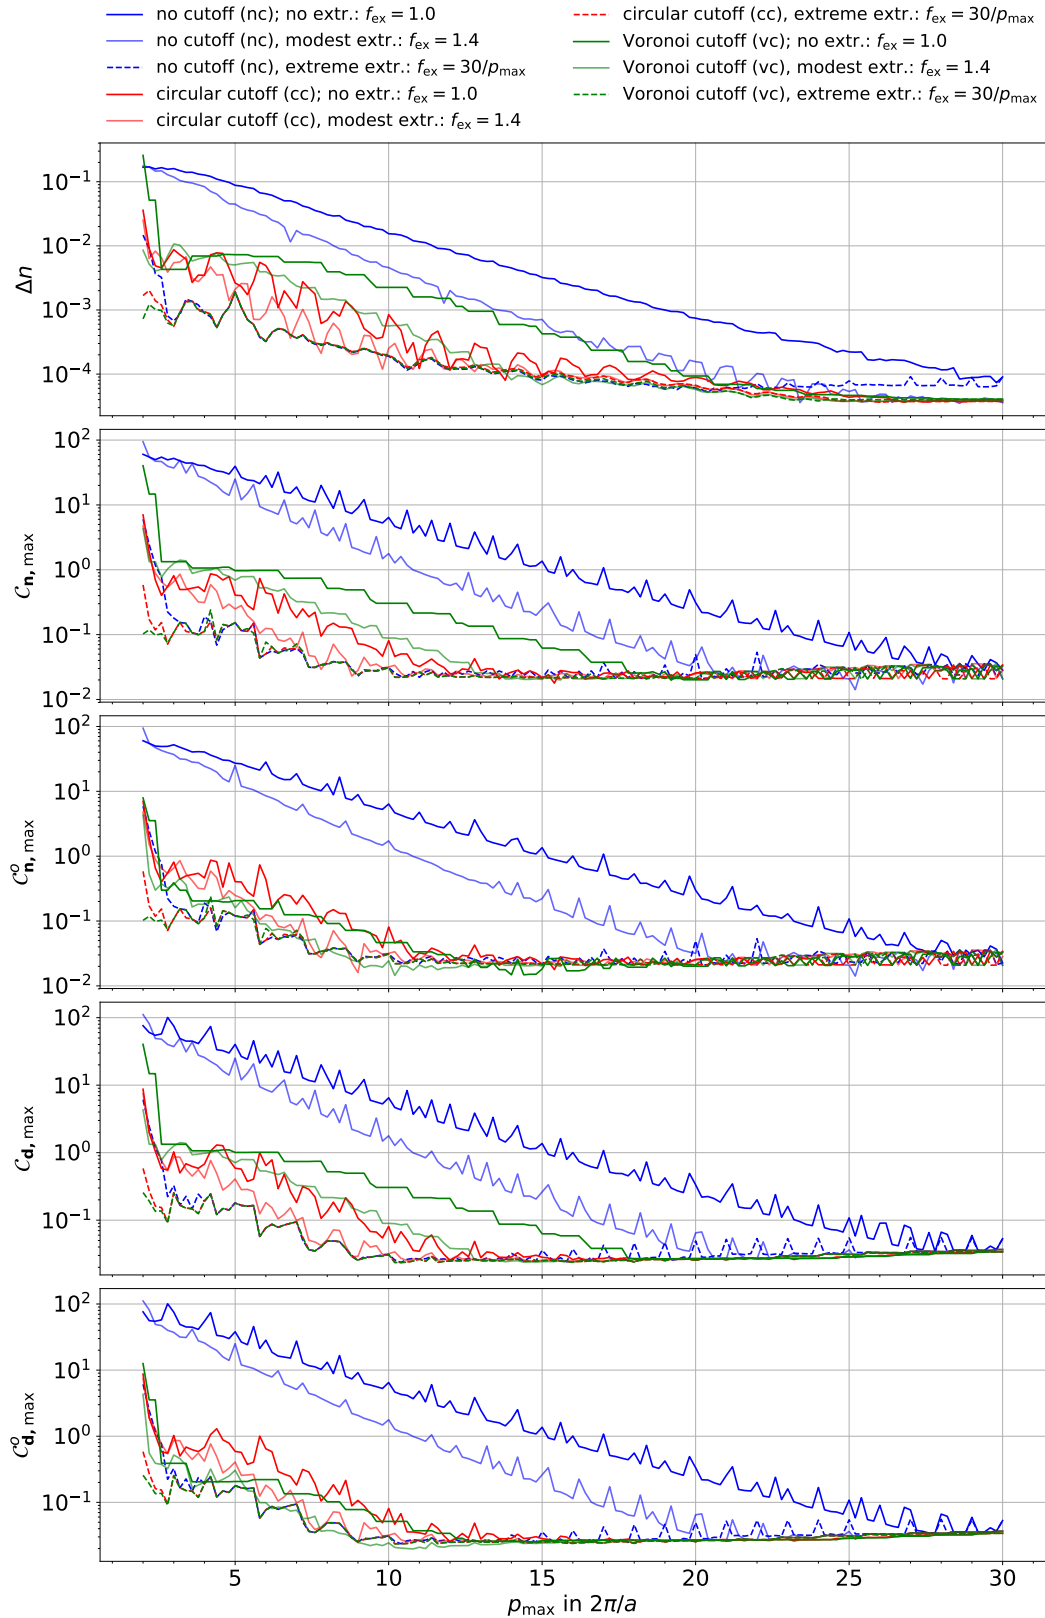 no cutoff (nc); no extr.: f_ex = 1.0
no cutoff (nc), modest extr.: f_ex = 1.4
no cutoff (nc), extreme extr.: f_ex = 30/p_max
circular cutoff (cc); no extr.: f_ex = 1.0
circular cutoff (cc), modest extr.: f_ex = 1.4
circular cutoff (cc), extreme extr.: f_ex = 30/p_max
Voronoi cutoff (vc); no extr.: f_ex = 1.0
Voronoi cutoff (vc), modest extr.: f_ex = 1.4
Voronoi cutoff (vc), extreme extr.: f_ex = 30/p_max
Δn
10^−1
10^−2
10^−3
10^−4
C_n, max
10^2
10^1
10^0
10^−1
10^−2
C^o_n, max
10^2
10^1
10^0
10^−1
10^−2
C_d, max
10^2
10^1
10^0
10^−1
C^o_d, max
10^2
10^1
10^0
10^−1
5 10 15 20 25 30
p_max in 2π/a